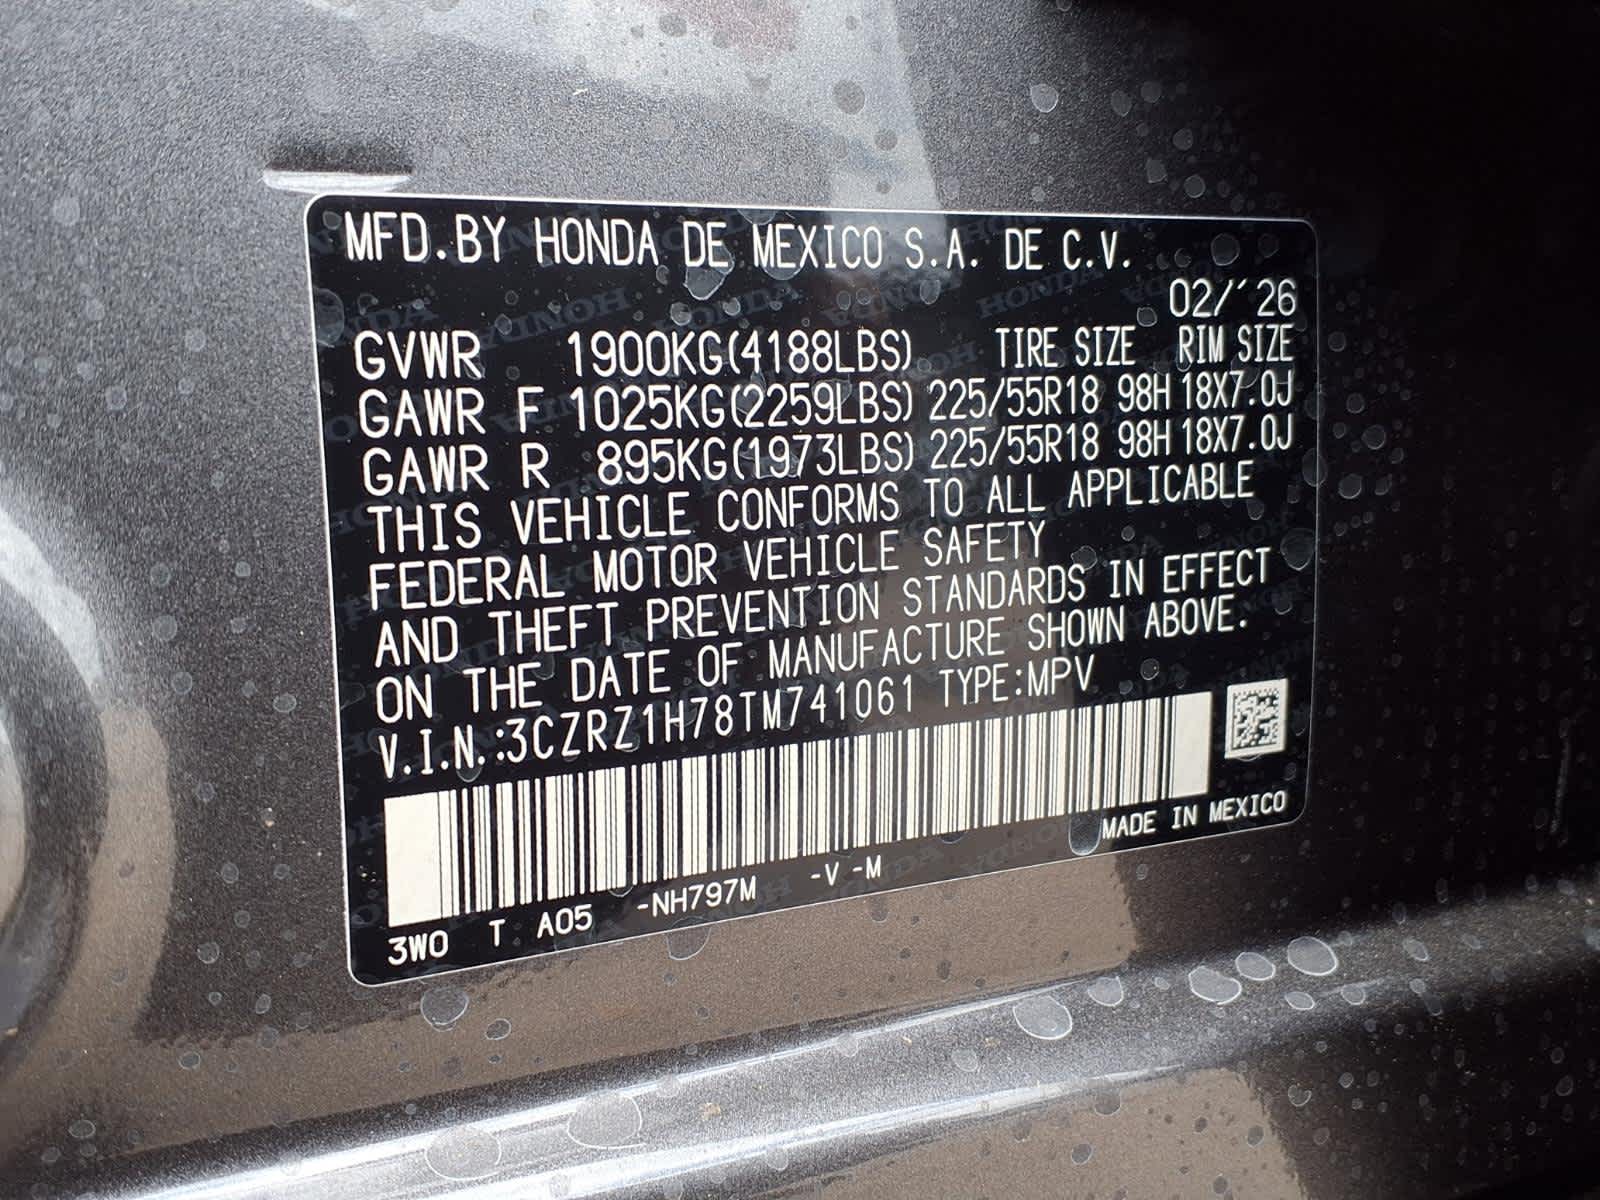 MFD.BY HONDA DE MEXICO S.A. DE C.V.
02/´26
GVWR 1900KG(4188LBS) TIRE SIZE RIM SIZE
GAWR F 1025KG(2259LBS) 225/55R18 98H 18X7.0J
GAWR R 895KG(1973LBS) 225/55R18 98H 18X7.0J
THIS VEHICLE CONFORMS TO ALL APPLICABLE
FEDERAL MOTOR VEHICLE SAFETY
AND THEFT PREVENTION STANDARDS IN EFFECT
ON THE DATE OF MANUFACTURE SHOWN ABOVE.
V.I.N.:3CZRZ1H78TM741061 TYPE:MPV
MADE IN MEXICO
3W0 T A05 -NH797M -V -M